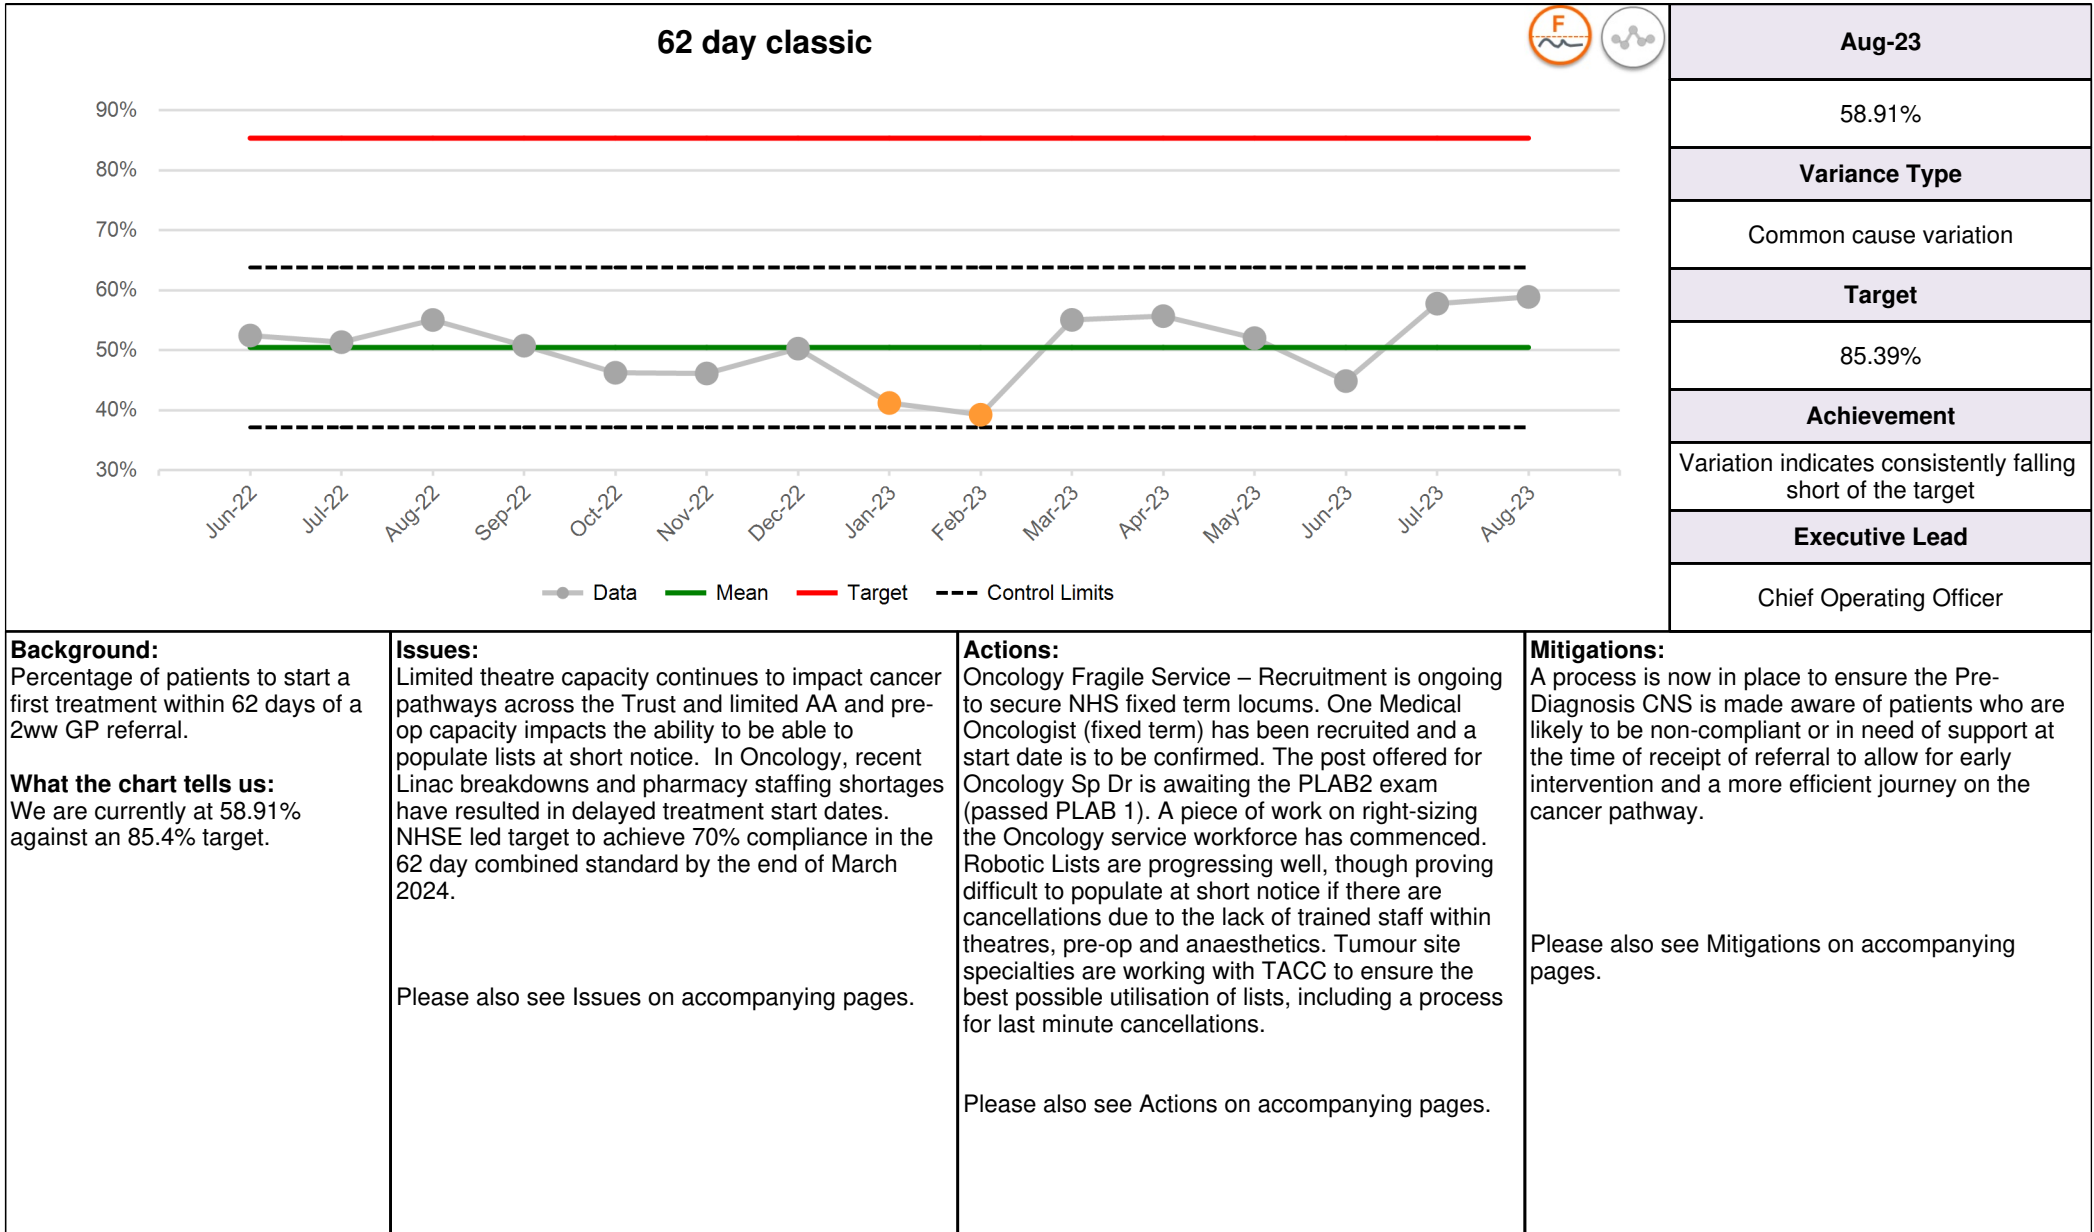 62 day classic
F
90%
80%
70%
60%
50%
40%
30%
Jun-22
Jul-22
Aug-22
Sep-22
Oct-22
Nov-22
Dec-22
Jan-23
Feb-23
Mar-23
Apr-23
May-23
Jun-23
Jul-23
Aug-23
Data
Mean
Target
Control Limits
Aug-23
58.91%
Variance Type
Common cause variation
Target
85.39%
Achievement
Variation indicates consistently falling
short of the target
Executive Lead
Chief Operating Officer
Background:
Percentage of patients to start a
first treatment within 62 days of a
2ww GP referral.
What the chart tells us:
We are currently at 58.91%
against an 85.4% target.
Issues:
Limited theatre capacity continues to impact cancer
pathways across the Trust and limited AA and pre-
op capacity impacts the ability to be able to
populate lists at short notice.  In Oncology, recent
Linac breakdowns and pharmacy staffing shortages
have resulted in delayed treatment start dates.
NHSE led target to achieve 70% compliance in the
62 day combined standard by the end of March
2024.
Please also see Issues on accompanying pages.
Actions:
Oncology Fragile Service – Recruitment is ongoing
to secure NHS fixed term locums. One Medical
Oncologist (fixed term) has been recruited and a
start date is to be confirmed. The post offered for
Oncology Sp Dr is awaiting the PLAB2 exam
(passed PLAB 1). A piece of work on right-sizing
the Oncology service workforce has commenced.
Robotic Lists are progressing well, though proving
difficult to populate at short notice if there are
cancellations due to the lack of trained staff within
theatres, pre-op and anaesthetics. Tumour site
specialties are working with TACC to ensure the
best possible utilisation of lists, including a process
for last minute cancellations.
Please also see Actions on accompanying pages.
Mitigations:
A process is now in place to ensure the Pre-
Diagnosis CNS is made aware of patients who are
likely to be non-compliant or in need of support at
the time of receipt of referral to allow for early
intervention and a more efficient journey on the
cancer pathway.
Please also see Mitigations on accompanying
pages.